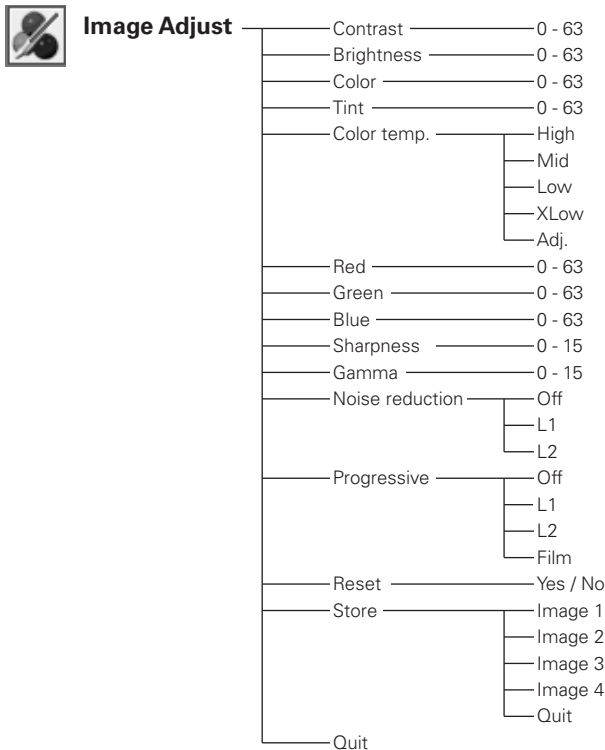 Image Adjust
Contrast 0 - 63
Brightness 0 - 63
Color 0 - 63
Tint 0 - 63
Color temp. High
Mid
Low
XLow
Adj.
Red 0 - 63
Green 0 - 63
Blue 0 - 63
Sharpness 0 - 15
Gamma 0 - 15
Noise reduction Off
L1
L2
Progressive Off
L1
L2
Film
Reset Yes / No
Store Image 1
Image 2
Image 3
Image 4
Quit
Quit